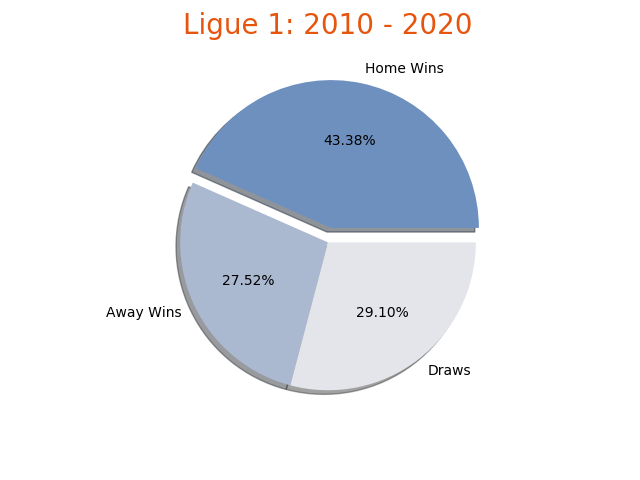 Ligue 1: 2010 - 2020
Home Wins
43.38%
27.52%
29.10%
Away Wins
Draws